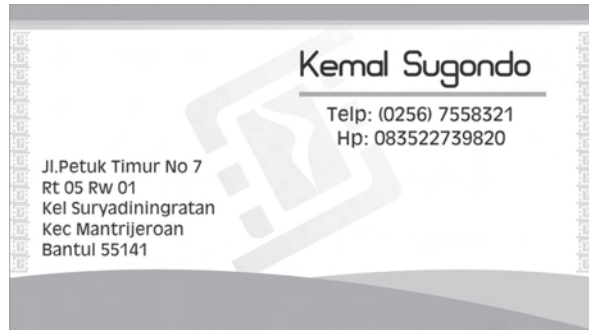 Kemal Sugondo
Telp: (0256) 7558321
Hp: 083522739820
Jl.Petuk Timur No 7
Rt 05 Rw 01
Kel Suryadiningratan
Kec Mantrijeroan
Bantul 55141